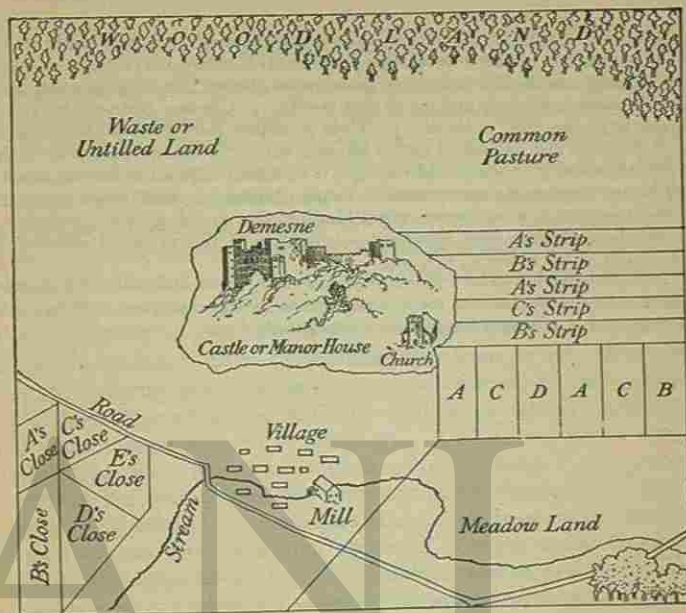 WOODLAND
Waste or
Untilled Land
Common
Pasture
Demesne
Castle or Manor House
Church
A's Strip
B's Strip
A's Strip
C's Strip
B's Strip
A C D A C B
Road
A's
Close
C's
Close
E's
Close
B's Close
D's
Close
Village
Stream
Mill
Meadow Land
ANI